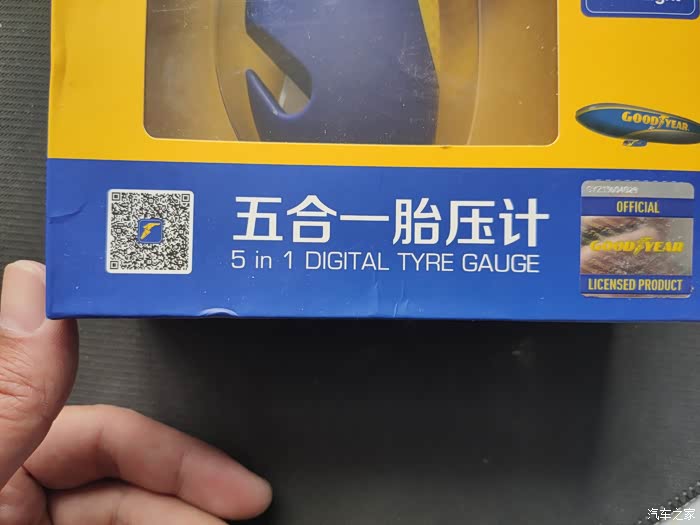 GOODYEAR
五合一胎压计
5 in 1 DIGITAL TYRE GAUGE
OFFICIAL
GOODYEAR
LICENSED PRODUCT
汽车之家